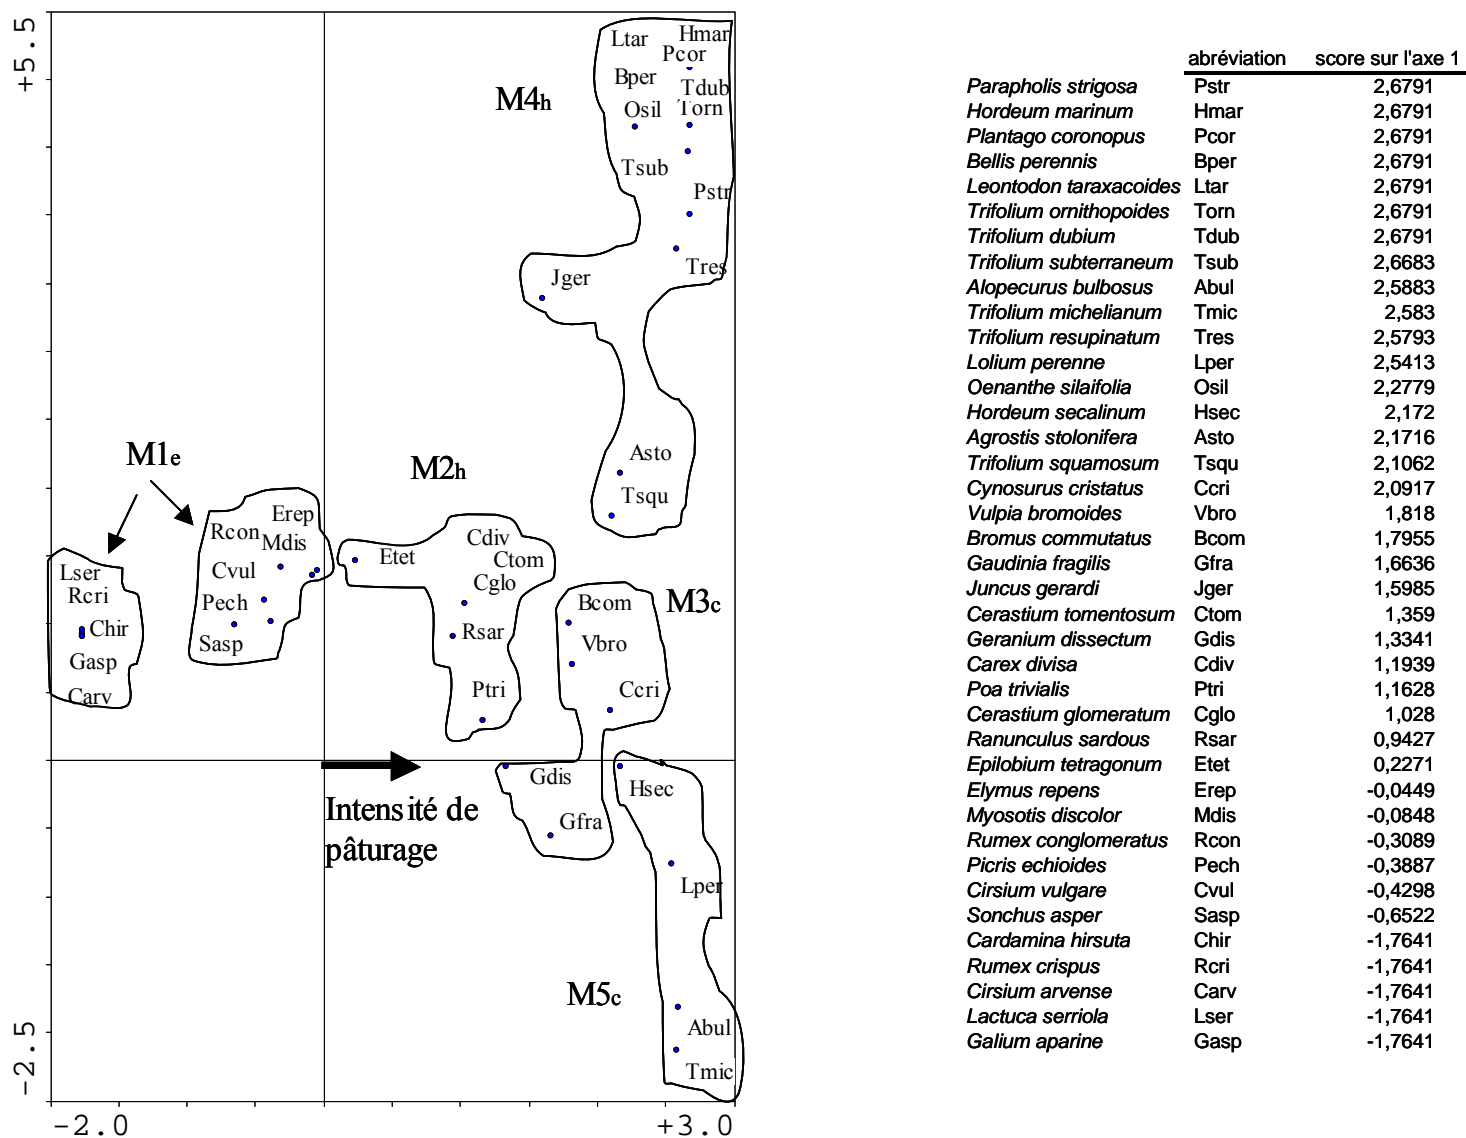 +5.5
Ltar
Hmar
Pcor
Bper
Tdub
Osil
Torn
M4h
Tsub
Pstr
Tres
Jger
Asto
Tsqu
M1e
M2h
Erep
Rcon
Mdis
Cvul
Pech
Sasp
Lser
Rcri
Chir
Gasp
Carv
Etet
Cdiv
Ctom
Cglo
Rsar
Ptri
M3c
Bcom
Vbro
Ccri
Gdis
Gfra
Hsec
Lper
Intensité de
pâturage
M5c
Abul
Tmic
-2.5
-2.0 +3.0
abréviation score sur l'axe 1
Parapholis strigosa Pstr 2,6791
Hordeum marinum Hmar 2,6791
Plantago coronopus Pcor 2,6791
Bellis perennis Bper 2,6791
Leontodon taraxacoides Ltar 2,6791
Trifolium ornithopoides Torn 2,6791
Trifolium dubium Tdub 2,6791
Trifolium subterraneum Tsub 2,6683
Alopecurus bulbosus Abul 2,5883
Trifolium michelianum Tmic 2,583
Trifolium resupinatum Tres 2,5793
Lolium perenne Lper 2,5413
Oenanthe silaifolia Osil 2,2779
Hordeum secalinum Hsec 2,172
Agrostis stolonifera Asto 2,1716
Trifolium squamosum Tsqu 2,1062
Cynosurus cristatus Ccri 2,0917
Vulpia bromoides Vbro 1,818
Bromus commutatus Bcom 1,7955
Gaudinia fragilis Gfra 1,6636
Juncus gerardi Jger 1,5985
Cerastium tomentosum Ctom 1,359
Geranium dissectum Gdis 1,3341
Carex divisa Cdiv 1,1939
Poa trivialis Ptri 1,1628
Cerastium glomeratum Cglo 1,028
Ranunculus sardous Rsar 0,9427
Epilobium tetragonum Etet 0,2271
Elymus repens Erep -0,0449
Myosotis discolor Mdis -0,0848
Rumex conglomeratus Rcon -0,3089
Picris echioides Pech -0,3887
Cirsium vulgare Cvul -0,4298
Sonchus asper Sasp -0,6522
Cardamina hirsuta Chir -1,7641
Rumex crispus Rcri -1,7641
Cirsium arvense Carv -1,7641
Lactuca serriola Lser -1,7641
Galium aparine Gasp -1,7641